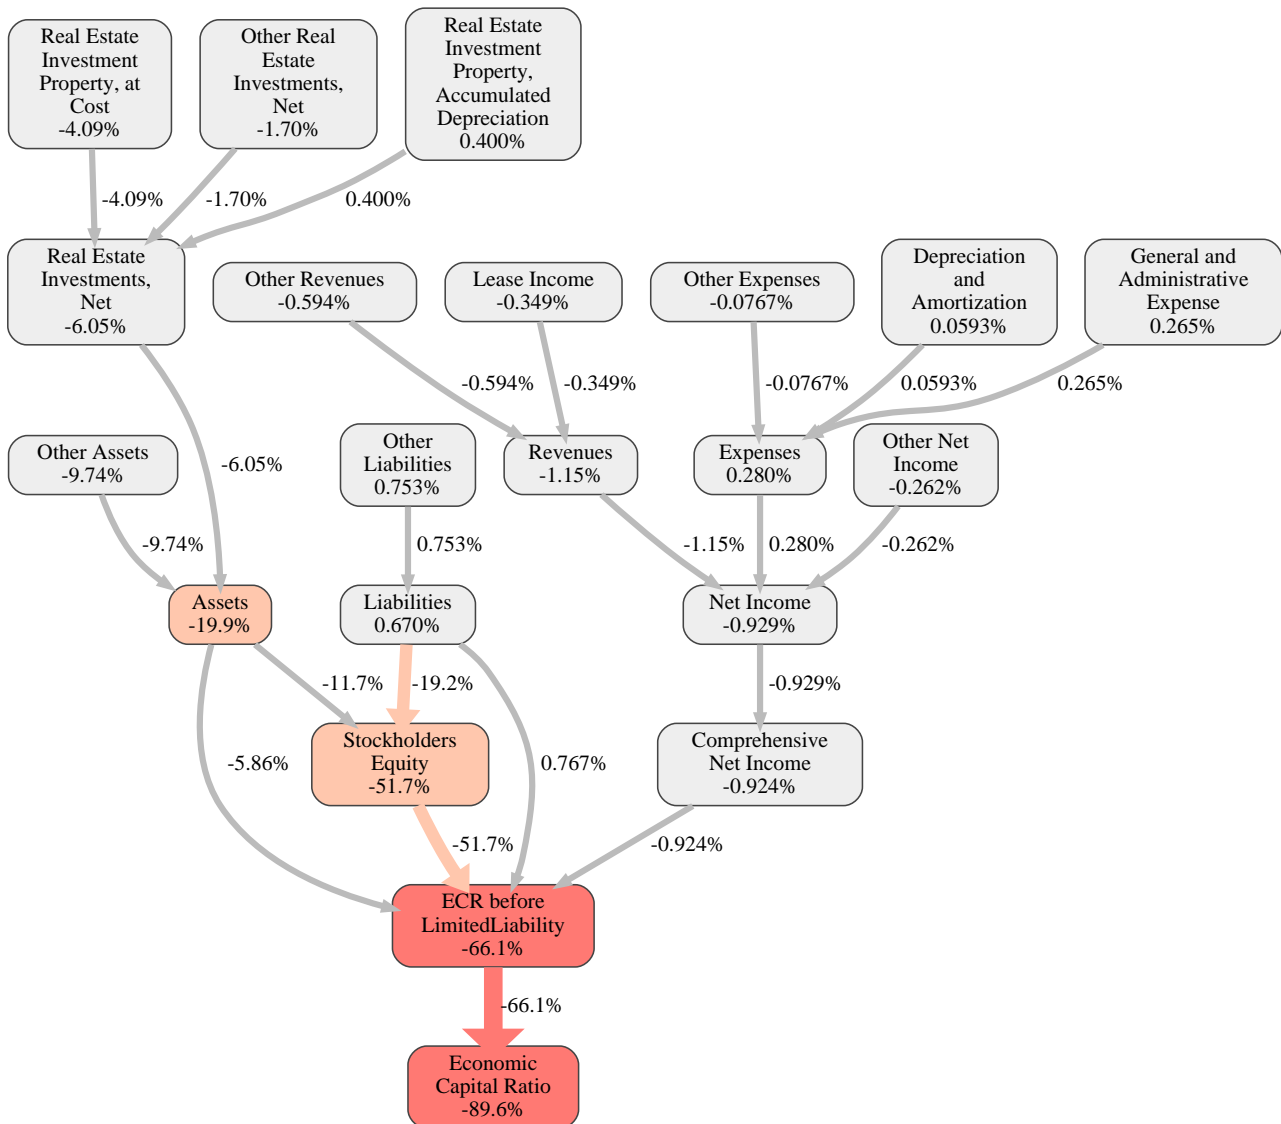 Real Estate
Investment
Property, at
Cost
-4.09%
Other Real
Estate
Investments,
Net
-1.70%
Real Estate
Investment
Property,
Accumulated
Depreciation
0.400%
-4.09%
-1.70%
0.400%
Real Estate
Investments,
Net
-6.05%
Other Revenues
-0.594%
Lease Income
-0.349%
Other Expenses
-0.0767%
Depreciation
and
Amortization
0.0593%
General and
Administrative
Expense
0.265%
-0.594%
-0.349%
-0.0767%
0.0593%
0.265%
Other Assets
-9.74%
-6.05%
Other
Liabilities
0.753%
Revenues
-1.15%
Expenses
0.280%
Other Net
Income
-0.262%
-9.74%
0.753%
-1.15%
0.280%
-0.262%
Assets
-19.9%
Liabilities
0.670%
Net Income
-0.929%
-11.7%
-19.2%
-0.929%
Stockholders
Equity
-51.7%
Comprehensive
Net Income
-0.924%
-5.86%
0.767%
-51.7%
-0.924%
ECR before
LimitedLiability
-66.1%
-66.1%
Economic
Capital Ratio
-89.6%